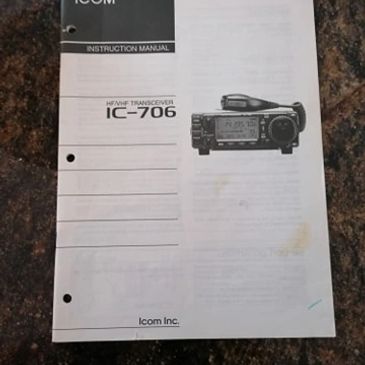 ICOM
INSTRUCTION MANUAL
HF/VHF TRANSCEIVER
IC-706
Icom Inc.